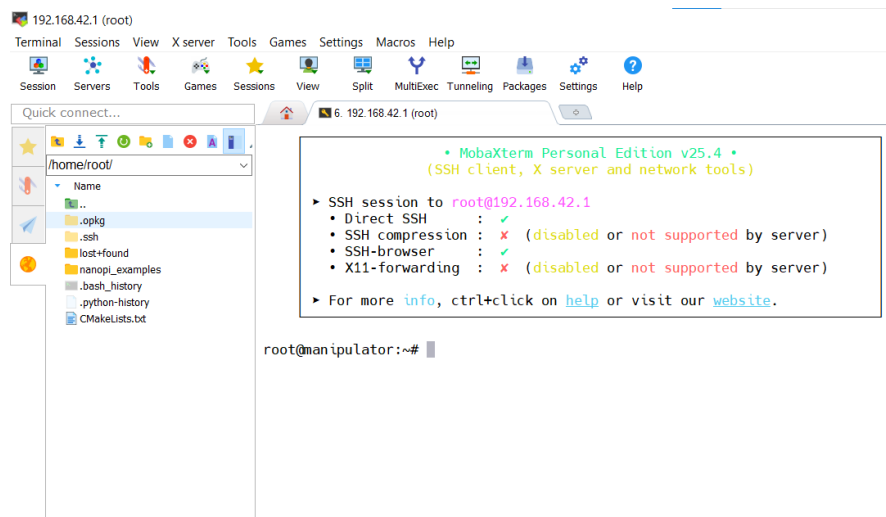 192.168.42.1 (root)
Terminal Sessions View X server Tools Games Settings Macros Help
Session Servers Tools Games Sessions View Split MultiExec Tunneling Packages Settings Help
Quick connect...
6. 192.168.42.1 (root)
/home/root/
Name
..
.opkg
.ssh
lost+found
nanopi_examples
.bash_history
.python-history
CMakeLists.txt
• MobaXterm Personal Edition v25.4 •
(SSH client, X server and network tools)
➤ SSH session to root@192.168.42.1
• Direct SSH : ✔
• SSH compression : ✘ (disabled or not supported by server)
• SSH-browser : ✔
• X11-forwarding : ✘ (disabled or not supported by server)
➤ For more info, ctrl+click on help or visit our website.
root@manipulator:~#